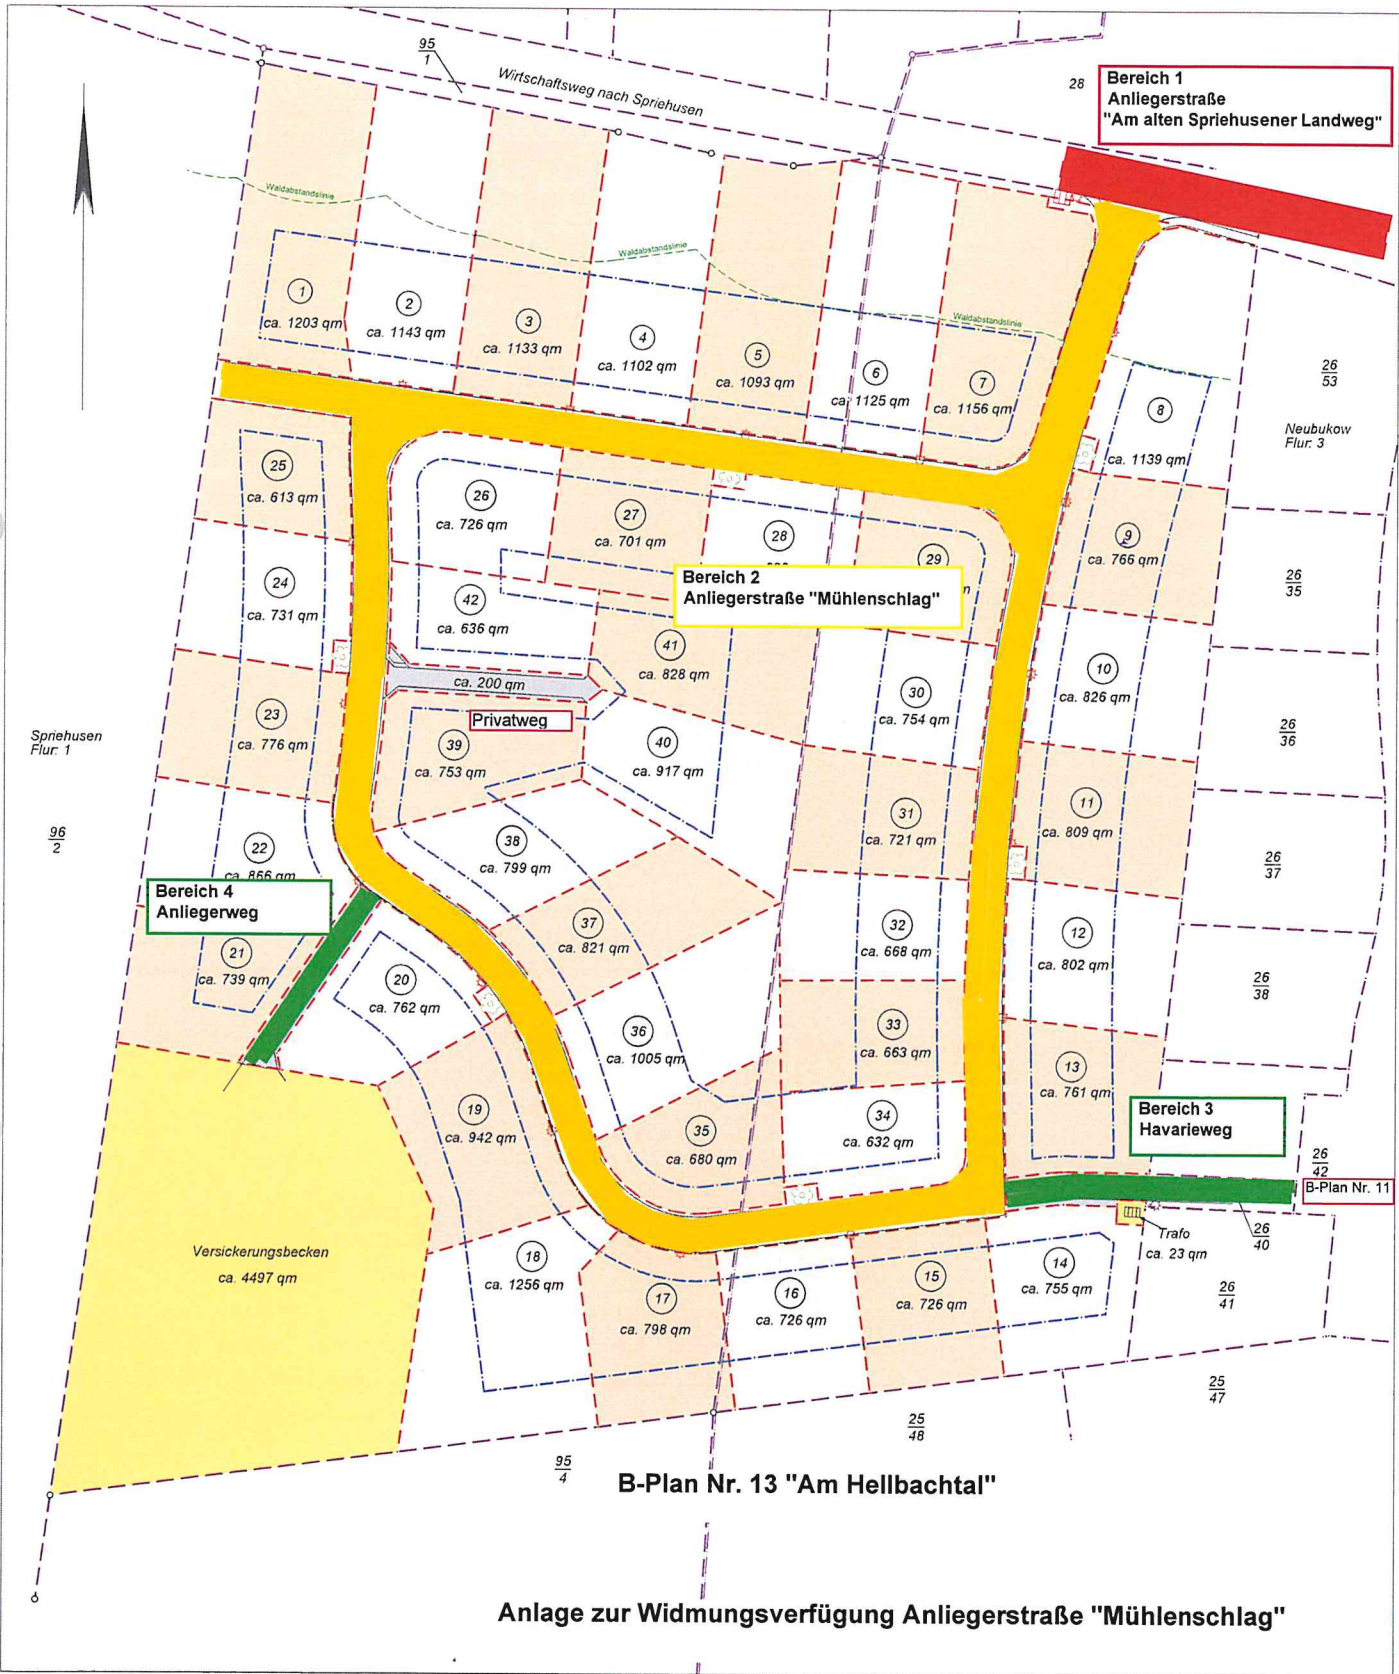 95
1
Wirtschaftsweg nach Spriehusen
28
Bereich 1
Anliegerstraße
"Am alten Spriehusener Landweg"
Waldabstandslinie
Waldabstandslinie
Waldabstandslinie
1
ca. 1203 qm
2
ca. 1143 qm
3
ca. 1133 qm
4
ca. 1102 qm
5
ca. 1093 qm
6
ca. 1125 qm
7
ca. 1156 qm
8
ca. 1139 qm
26
53
Neubukow
Flur: 3
25
ca. 613 qm
26
ca. 726 qm
27
ca. 701 qm
28
29
9
ca. 766 qm
Bereich 2
Anliegerstraße "Mühlenschlag"
26
35
24
ca. 731 qm
42
ca. 636 qm
41
ca. 828 qm
30
ca. 754 qm
10
ca. 826 qm
ca. 200 qm
Privatweg
26
36
Spriehusen
Flur: 1
23
ca. 776 qm
39
ca. 753 qm
40
ca. 917 qm
31
ca. 721 qm
11
ca. 809 qm
96
2
22
ca. 866 qm
38
ca. 799 qm
26
37
Bereich 4
Anliegerweg
37
ca. 821 qm
32
ca. 668 qm
12
ca. 802 qm
21
ca. 739 qm
20
ca. 762 qm
26
38
36
ca. 1005 qm
33
ca. 663 qm
13
ca. 761 qm
19
ca. 942 qm
35
ca. 680 qm
34
ca. 632 qm
Bereich 3
Havarieweg
26
42
B-Plan Nr. 11
Trafo
ca. 23 qm
26
40
Versickerungsbecken
ca. 4497 qm
18
ca. 1256 qm
17
ca. 798 qm
16
ca. 726 qm
15
ca. 726 qm
14
ca. 755 qm
26
41
25
47
25
48
95
4
B-Plan Nr. 13 "Am Hellbachtal"
Anlage zur Widmungsverfügung Anliegerstraße "Mühlenschlag"